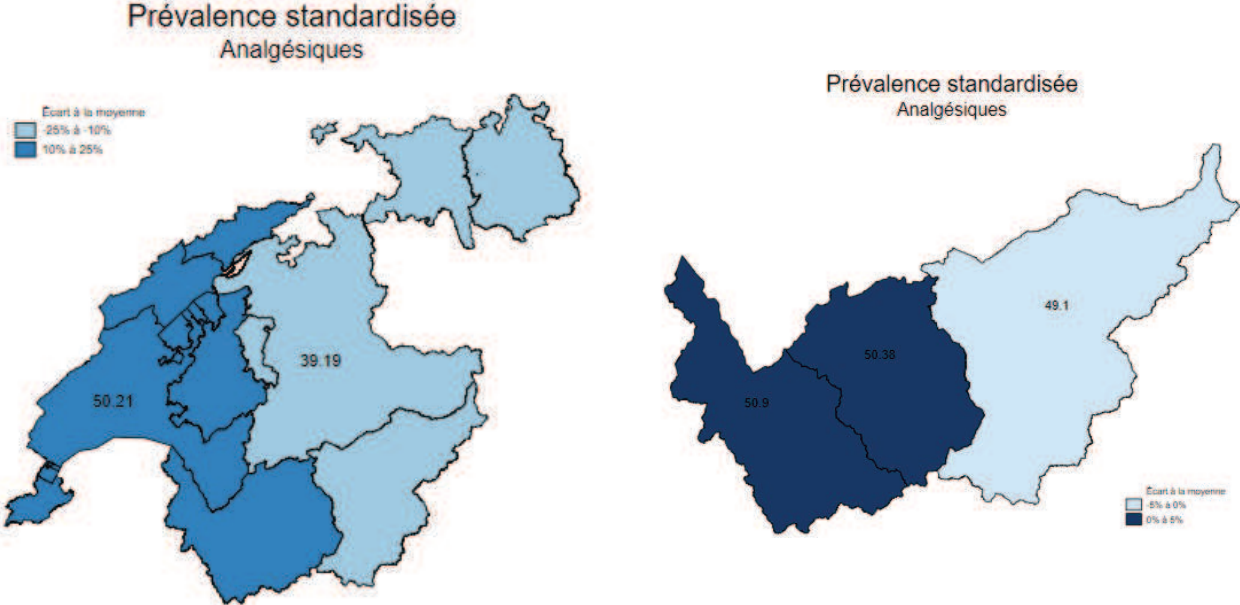 Prévalence standardisée
Analgésiques
Écart à la moyenne
-25% à -10%
10% à 25%
39.19
50.21
Prévalence standardisée
Analgésiques
49.1
50.38
50.9
Écart à la moyenne
-5% à 0%
0% à 5%